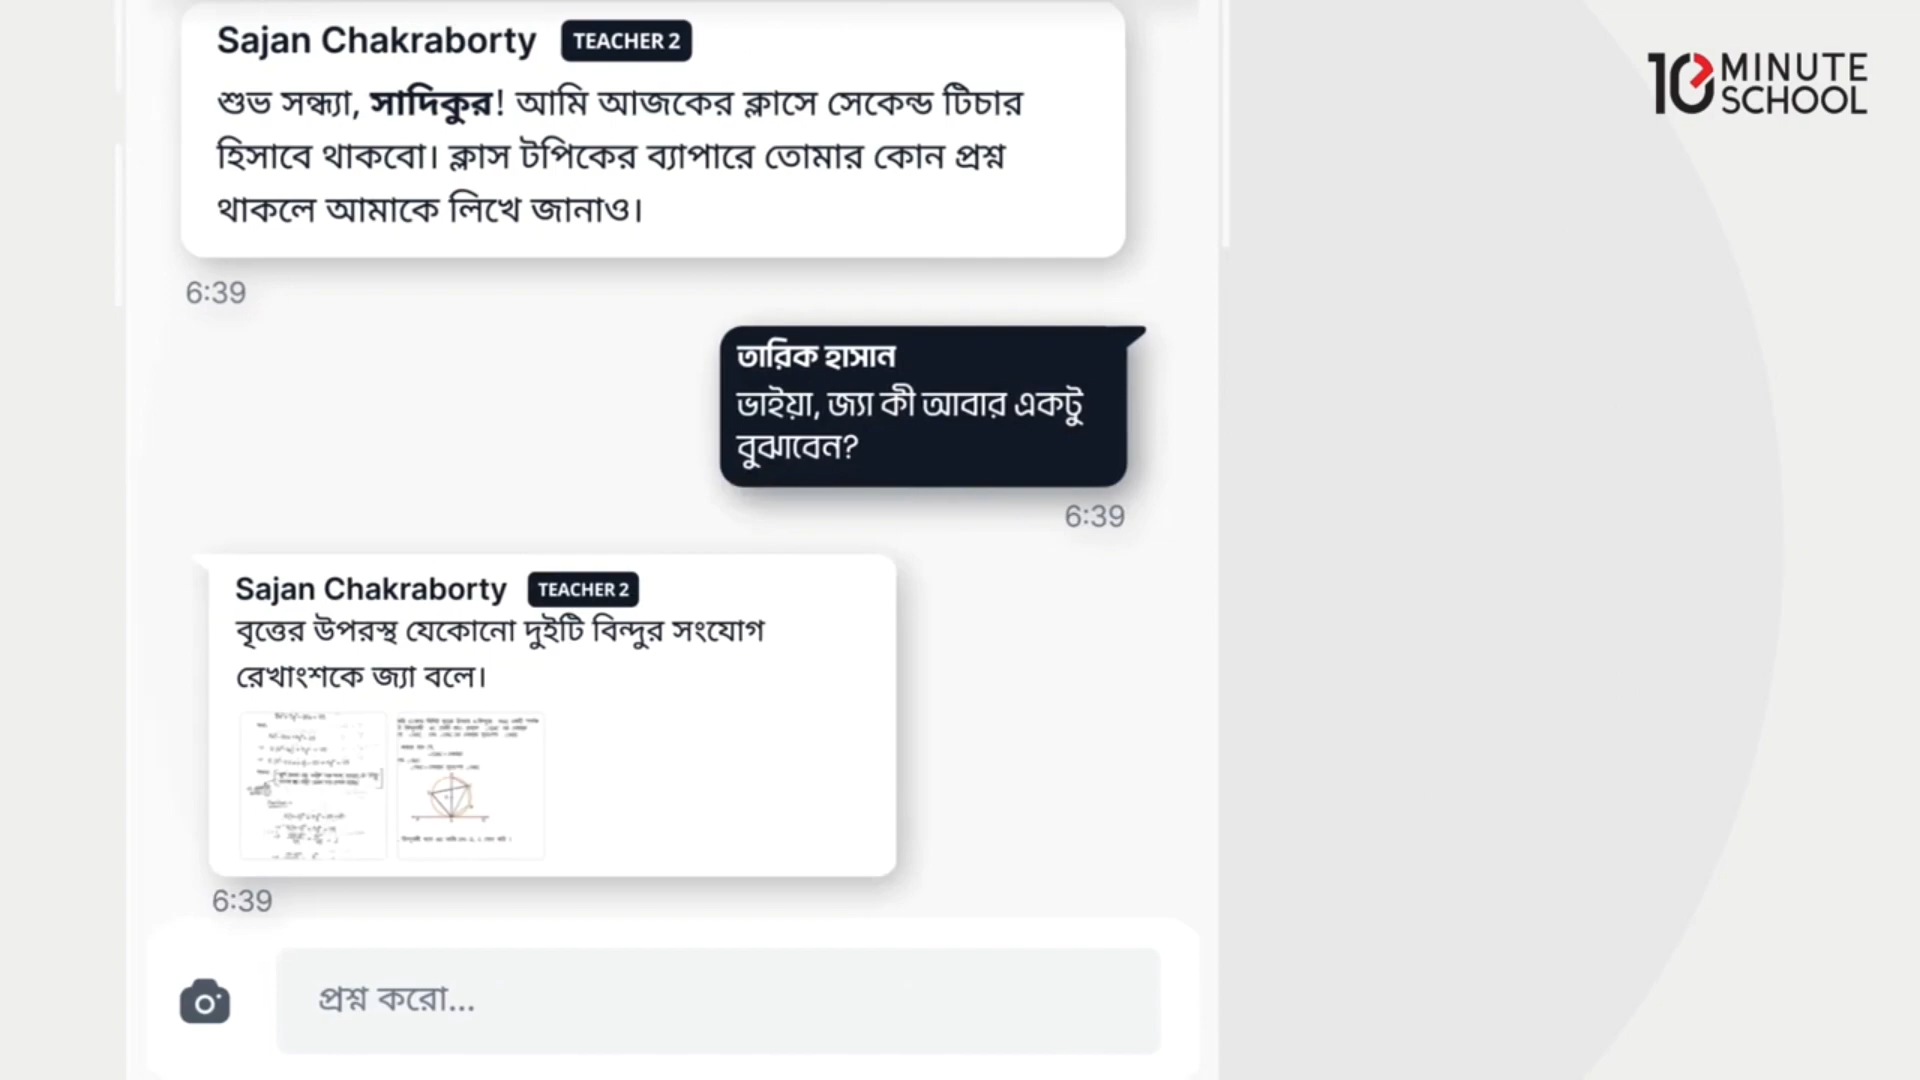 Sajan Chakraborty TEACHER 2
শুভ সন্ধ্যা, সাদিকুর! আমি আজকের ক্লাসে সেকেন্ড টিচার
হিসাবে থাকবো। ক্লাস টপিকের ব্যাপারে তোমার কোন প্রশ্ন
থাকলে আমাকে লিখে জানাও।
6:39
তারিক হাসান
ভাইয়া, জ্যা কী আবার একটু
বুঝাবেন?
6:39
Sajan Chakraborty TEACHER 2
বৃত্তের উপরস্থ যেকোনো দুইটি বিন্দুর সংযোগ
রেখাংশকে জ্যা বলে।
6:39
প্রশ্ন করো...
10 MINUTE
SCHOOL